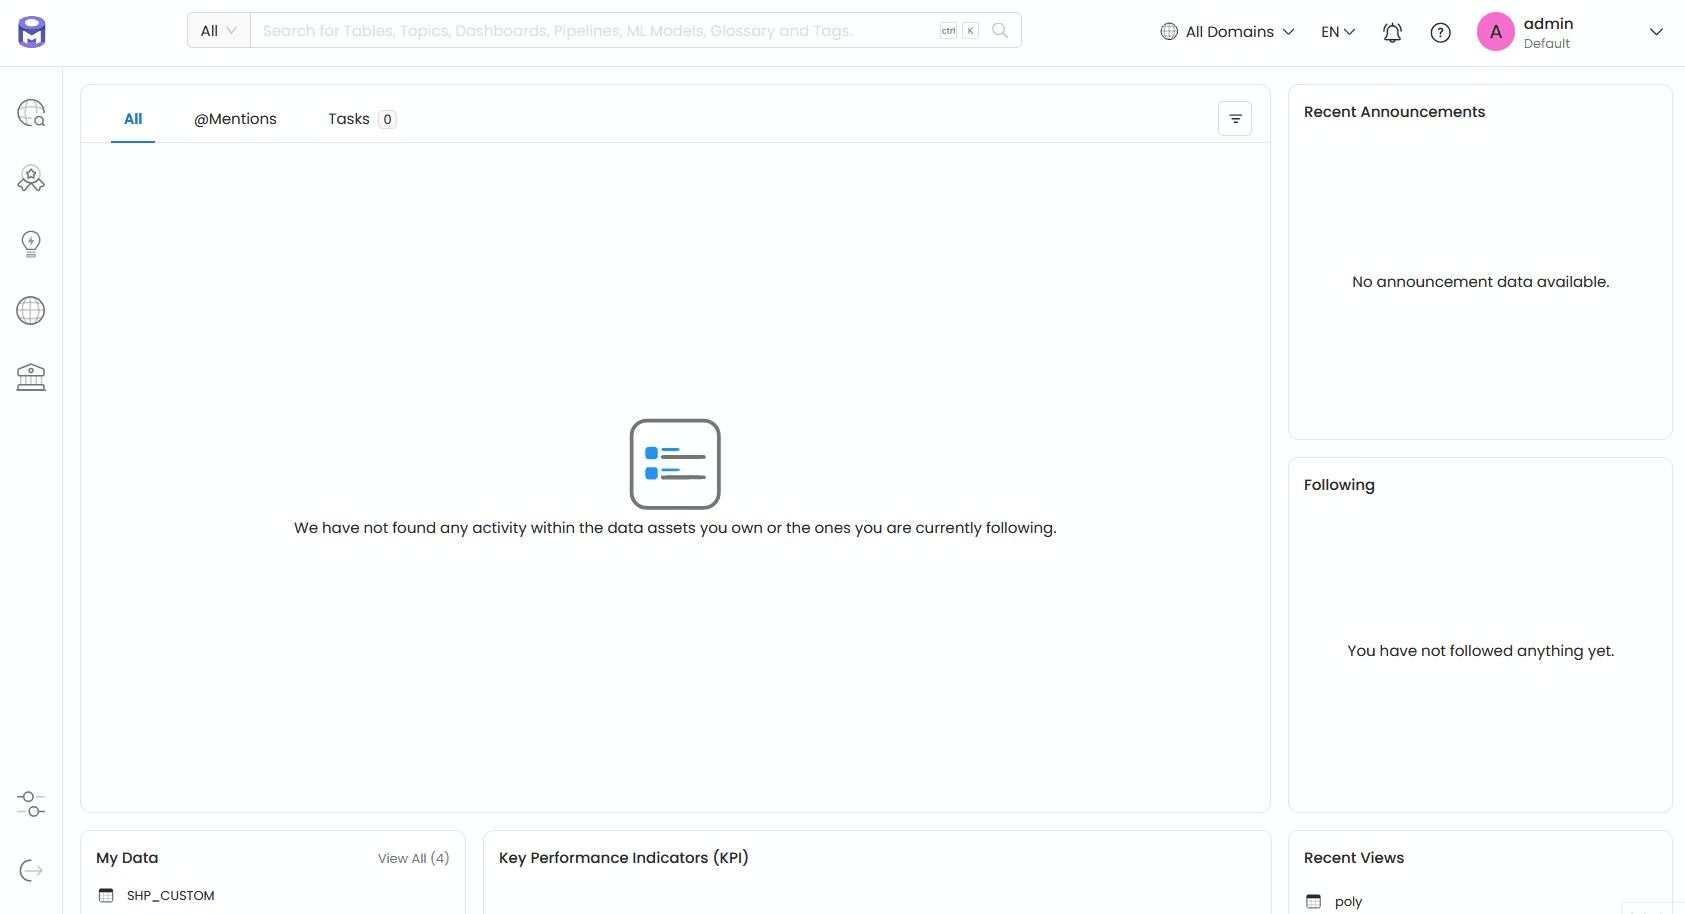 All
Search for Tables, Topics, Dashboards, Pipelines, ML Models, Glossary and Tags.
ctrl K
All Domains
EN
A
admin
Default
All
@Mentions
Tasks 0
Recent Announcements
No announcement data available.
We have not found any activity within the data assets you own or the ones you are currently following.
Following
You have not followed anything yet.
My Data
View All (4)
SHP_CUSTOM
Key Performance Indicators (KPI)
Recent Views
poly